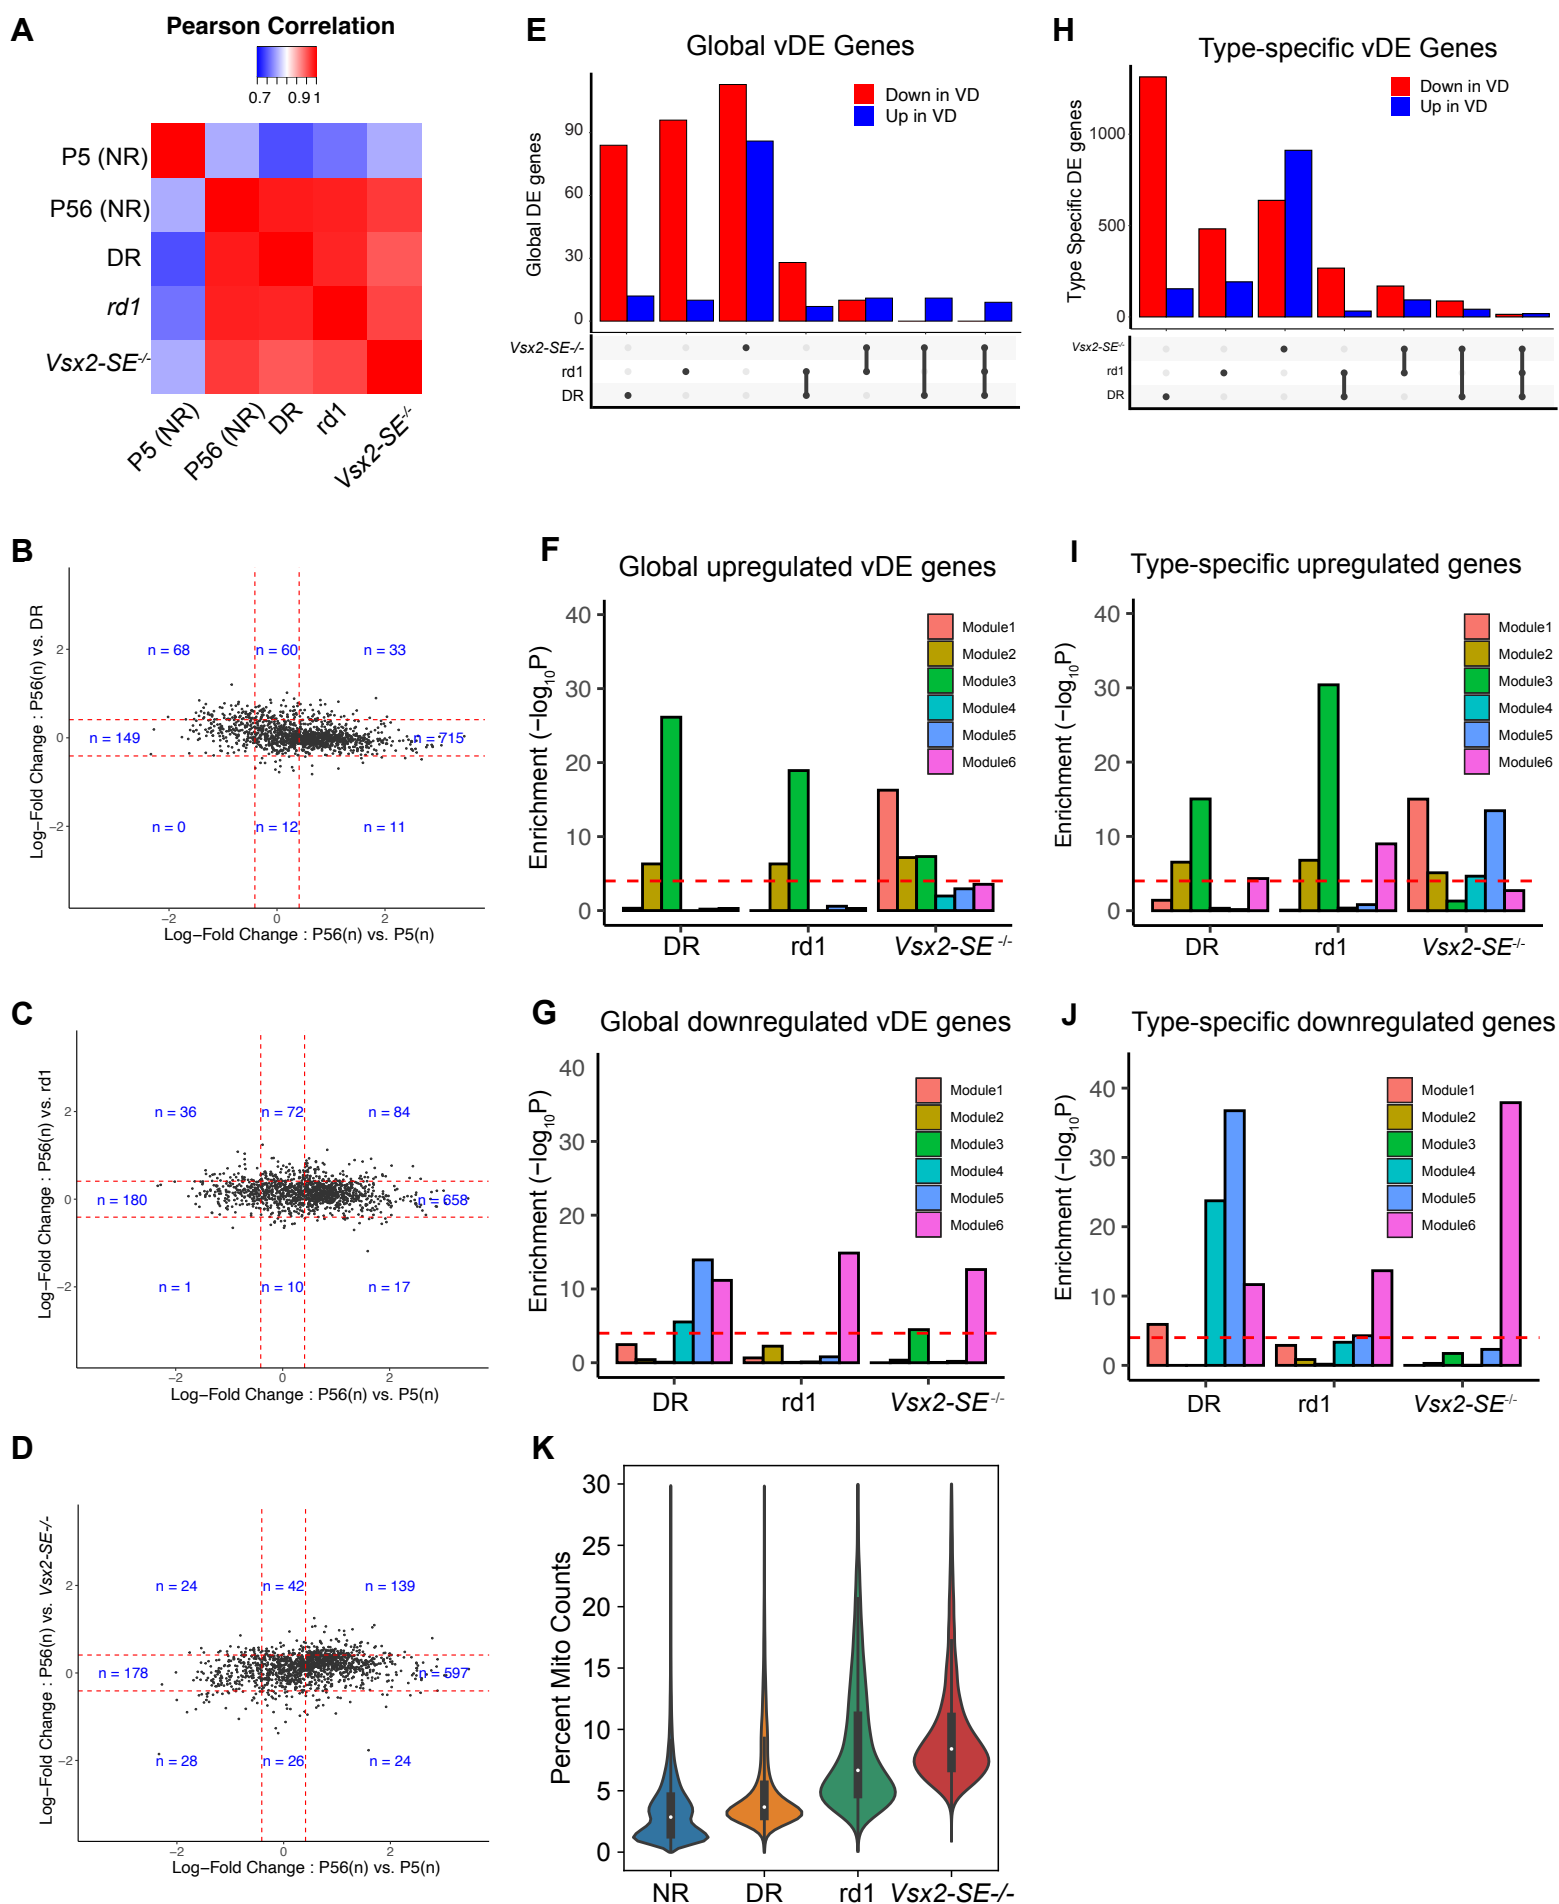 A
Pearson Correlation
0.7 0.9 1
P5 (NR)
P56 (NR)
DR
rd1
Vsx2-SE-/-
P5 (NR)
P56 (NR)
DR
rd1
Vsx2-SE-/-
B
Log−Fold Change : P56(n) vs. DR
2
0
−2
n = 68
n = 60
n = 33
n = 149
n = 715
n = 0
n = 12
n = 11
−2 0 2
Log−Fold Change : P56(n) vs. P5(n)
C
Log−Fold Change : P56(n) vs. rd1
2
0
−2
n = 36
n = 72
n = 84
n = 180
n = 658
n = 1
n = 10
n = 17
−2 0 2
Log−Fold Change : P56(n) vs. P5(n)
D
Log−Fold Change : P56(n) vs. Vsx2-SE-/-
2
0
−2
n = 24
n = 42
n = 139
n = 178
n = 597
n = 28
n = 26
n = 24
−2 0 2
Log−Fold Change : P56(n) vs. P5(n)
E
Global vDE Genes
Down in VD
Up in VD
Global DE genes
90
60
30
0
Vsx2-SE-/-
rd1
DR
F
Global upregulated vDE genes
Enrichment (−log10P)
40
30
20
10
0
Module1
Module2
Module3
Module4
Module5
Module6
DR rd1 Vsx2-SE -/-
G
Global downregulated vDE genes
Enrichment (−log10P)
40
30
20
10
0
Module1
Module2
Module3
Module4
Module5
Module6
DR rd1 Vsx2-SE-/-
H
Type-specific vDE Genes
Down in VD
Up in VD
Type Specific DE genes
1000
500
0
Vsx2-SE-/-
rd1
DR
I
Type-specific upregulated genes
Enrichment (−log10P)
40
30
20
10
0
Module1
Module2
Module3
Module4
Module5
Module6
DR rd1 Vsx2-SE-/-
J
Type-specific downregulated genes
Enrichment (−log10P)
40
30
20
10
0
Module1
Module2
Module3
Module4
Module5
Module6
DR rd1 Vsx2-SE-/-
K
Percent Mito Counts
30
25
20
15
10
5
0
NR DR rd1 Vsx2-SE-/-